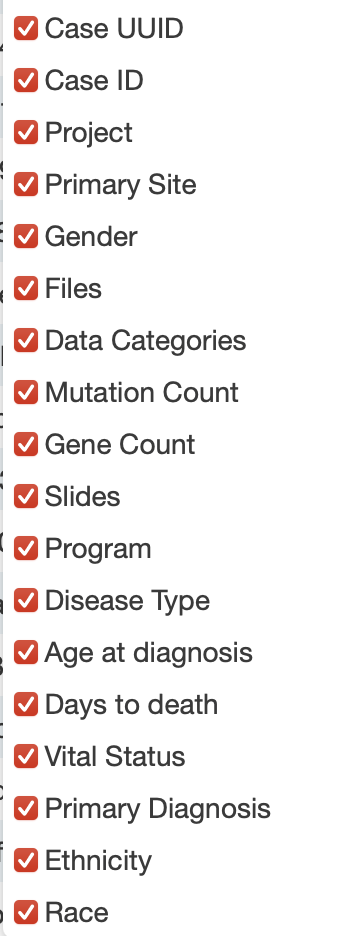 Case UUID
Case ID
Project
Primary Site
Gender
Files
Data Categories
Mutation Count
Gene Count
Slides
Program
Disease Type
Age at diagnosis
Days to death
Vital Status
Primary Diagnosis
Ethnicity
Race